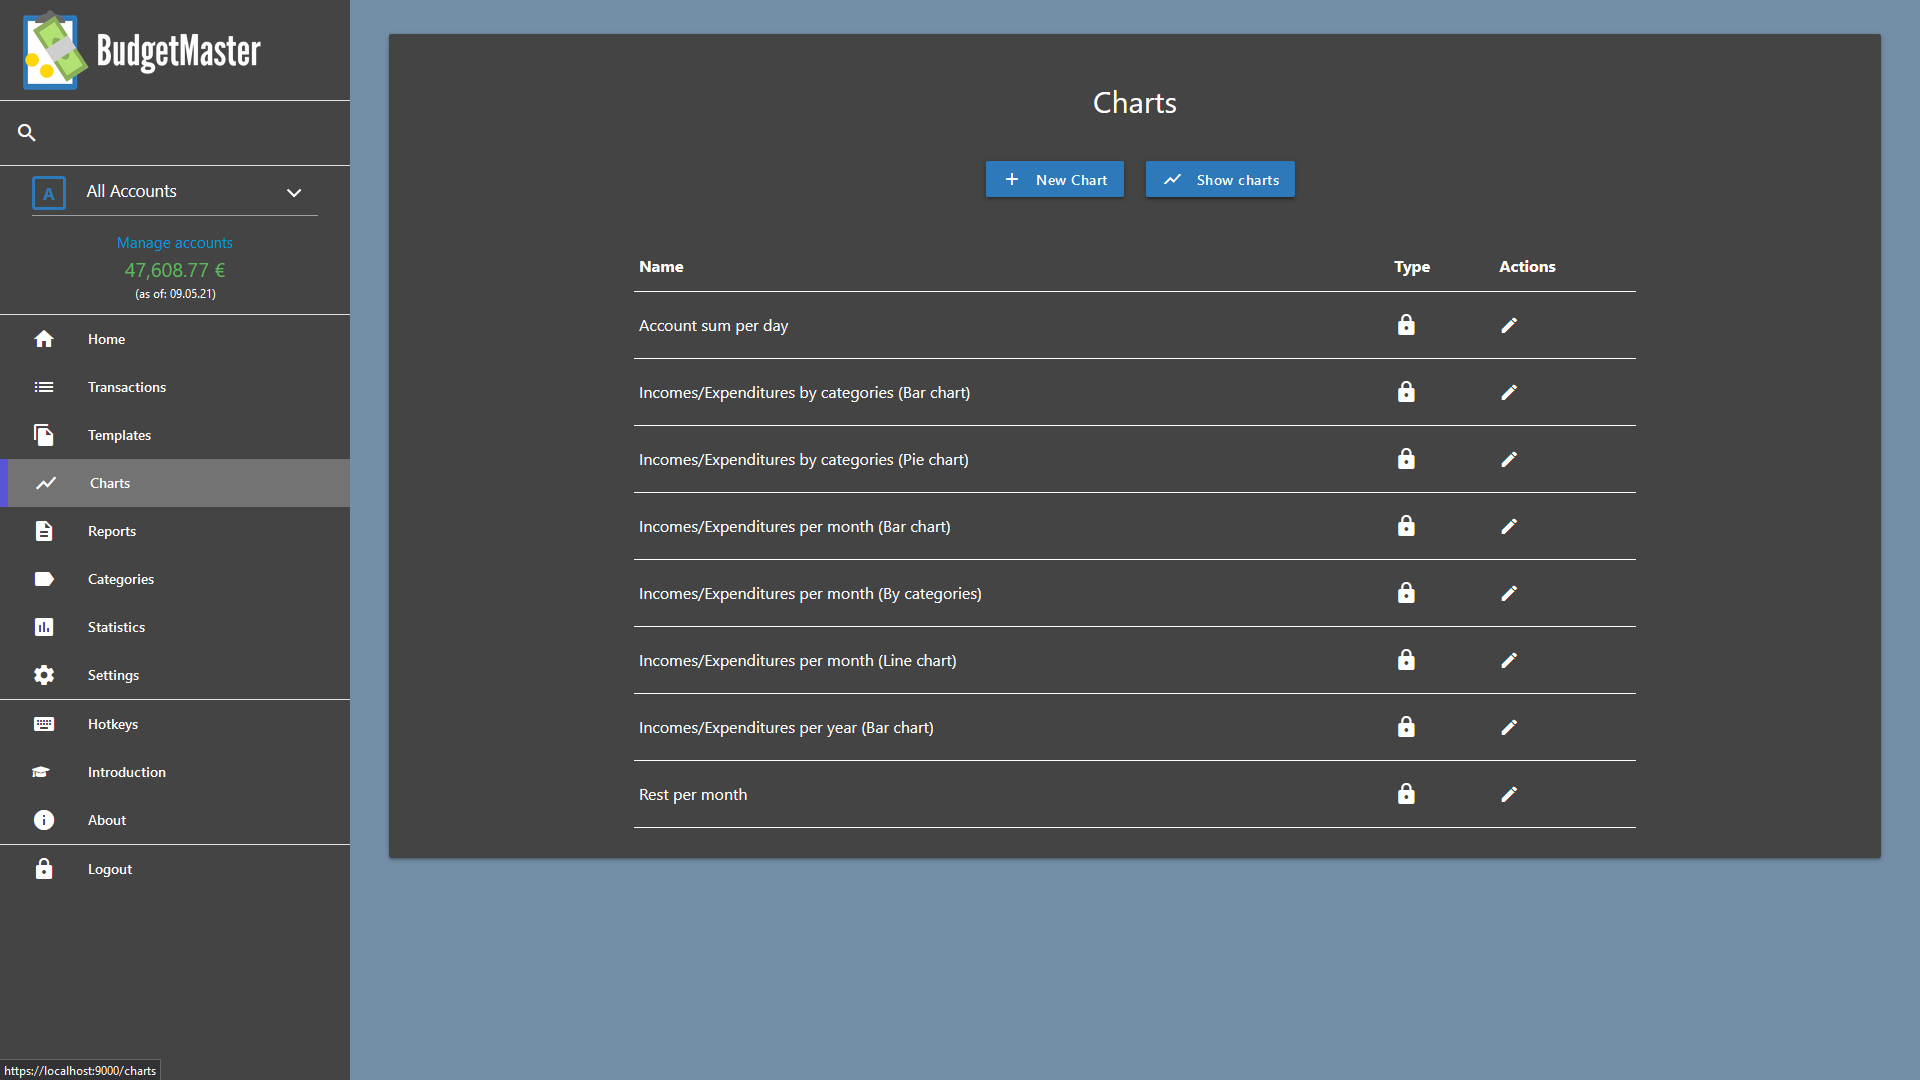 BudgetMaster
A All Accounts
Manage accounts
47,608.77 €
(as of: 09.05.21)
Home
Transactions
Templates
Charts
Reports
Categories
Statistics
Settings
Hotkeys
Introduction
About
Logout
https://localhost:9000/charts
Charts
New Chart Show charts
Name Type Actions
Account sum per day
Incomes/Expenditures by categories (Bar chart)
Incomes/Expenditures by categories (Pie chart)
Incomes/Expenditures per month (Bar chart)
Incomes/Expenditures per month (By categories)
Incomes/Expenditures per month (Line chart)
Incomes/Expenditures per year (Bar chart)
Rest per month